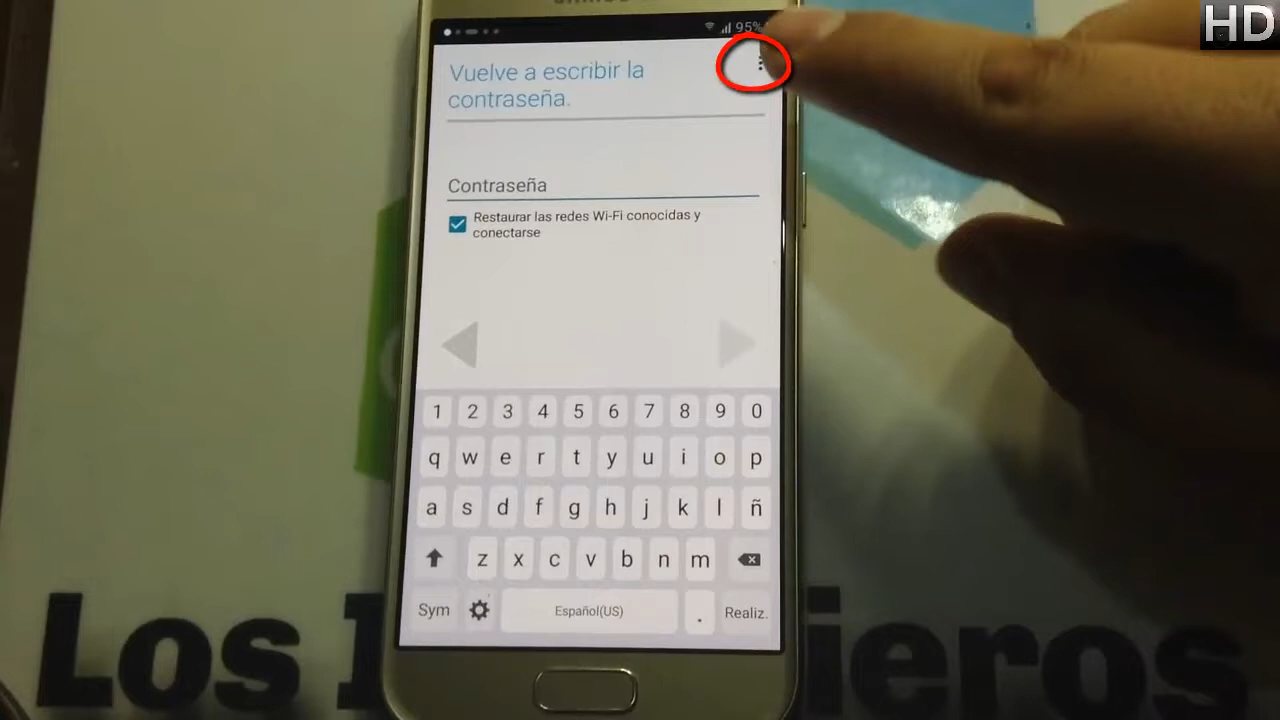 HD
95%
Vuelve a escribir la
contraseña.
Contraseña
Restaurar las redes Wi-Fi conocidas y
conectarse
1 2 3 4 5 6 7 8 9 0
q w e r t y u i o p
a s d f g h j k l ñ
z x c v b n m
Sym Español(US) . Realiz.
Los I ieros